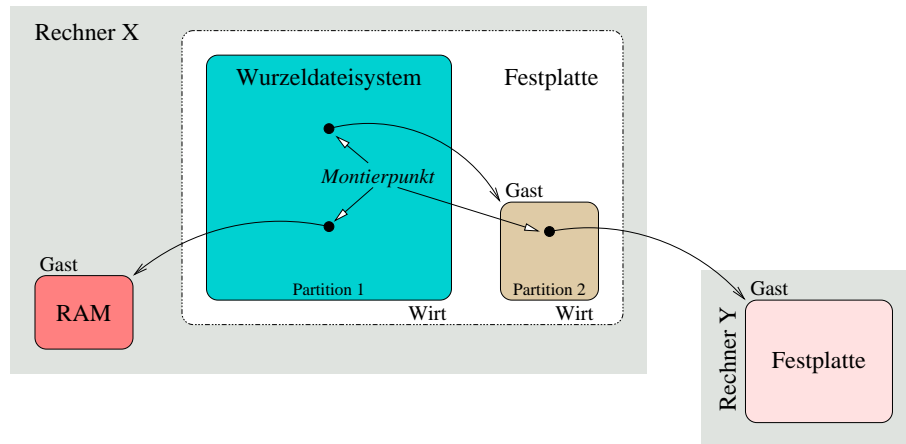 Rechner X
Wurzeldateisystem
Festplatte
Montierpunkt
Gast
Gast
RAM
Partition 1
Partition 2
Wirt
Wirt
Gast
Rechner Y
Festplatte